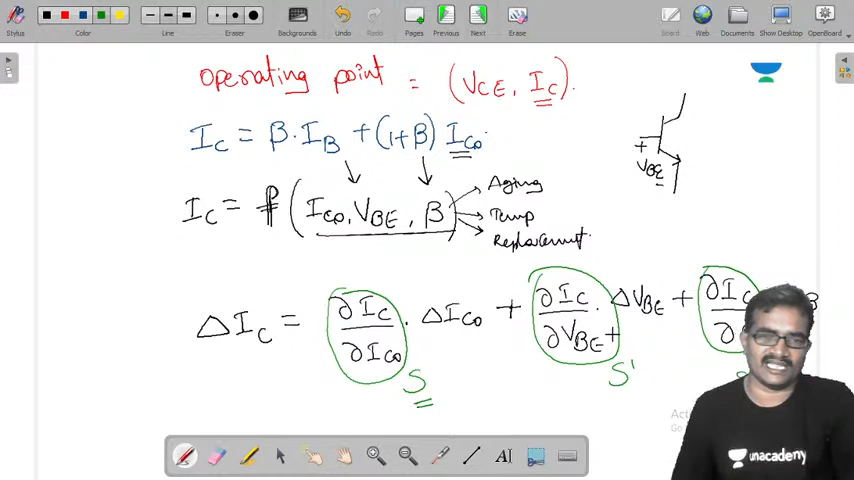 Stylus
Color
Line
Eraser
Backgrounds
Undo
Redo
Pages
Previous
Next
Erase
Board
Web
Documents
Show Desktop
OpenBoard
Operating point = (VCE, IC).
IC = β.IB + (1+β) ICO
VBE
+
IC = f (ICO, VBE, β)
Aging
Temp
Replacement.
ΔIC = ∂IC/∂ICO . ΔICO + ∂IC/∂VBE . ΔVBE + ∂IC/∂
S
S'
unacademy